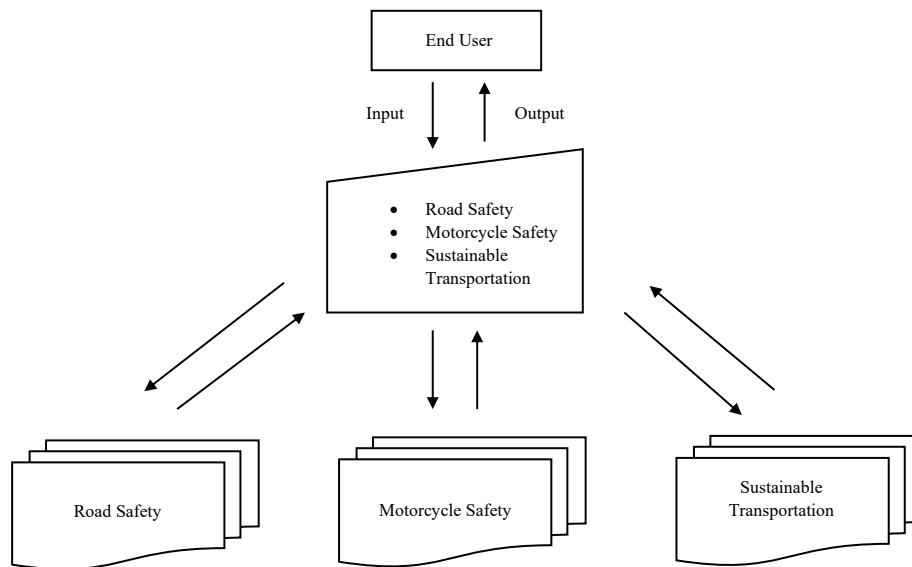 End User
Input
Output
• Road Safety
• Motorcycle Safety
• Sustainable
Transportation
Road Safety
Motorcycle Safety
Sustainable
Transportation